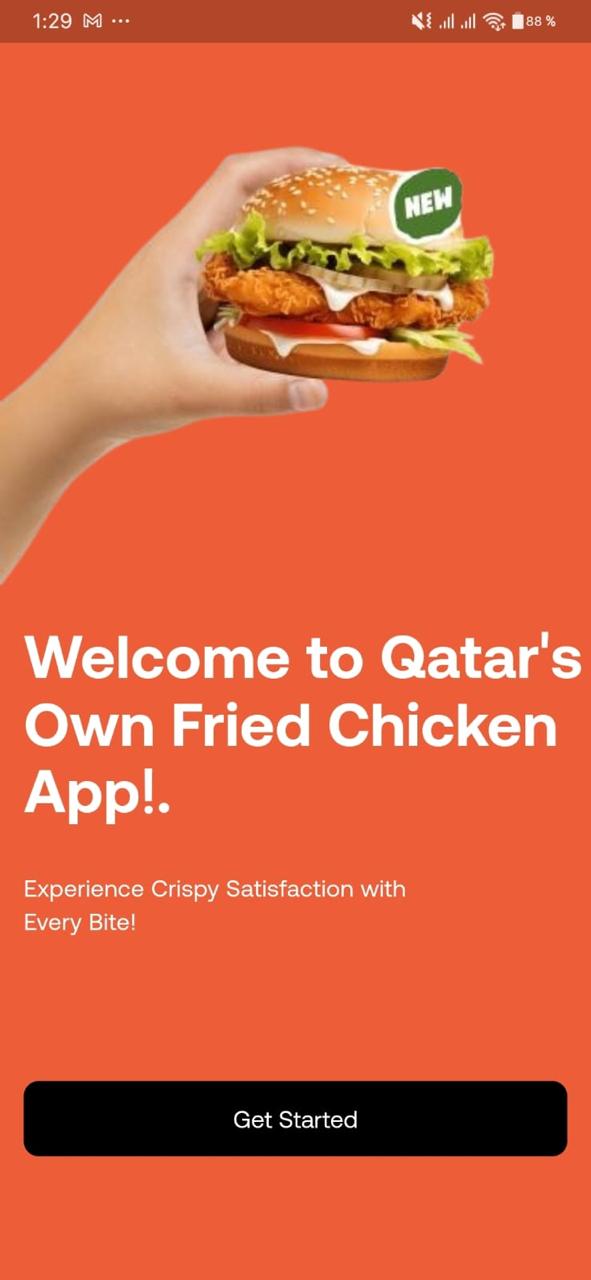 1:29
88 %
NEW
Welcome to Qatar's
Own Fried Chicken
App!.
Experience Crispy Satisfaction with
Every Bite!
Get Started